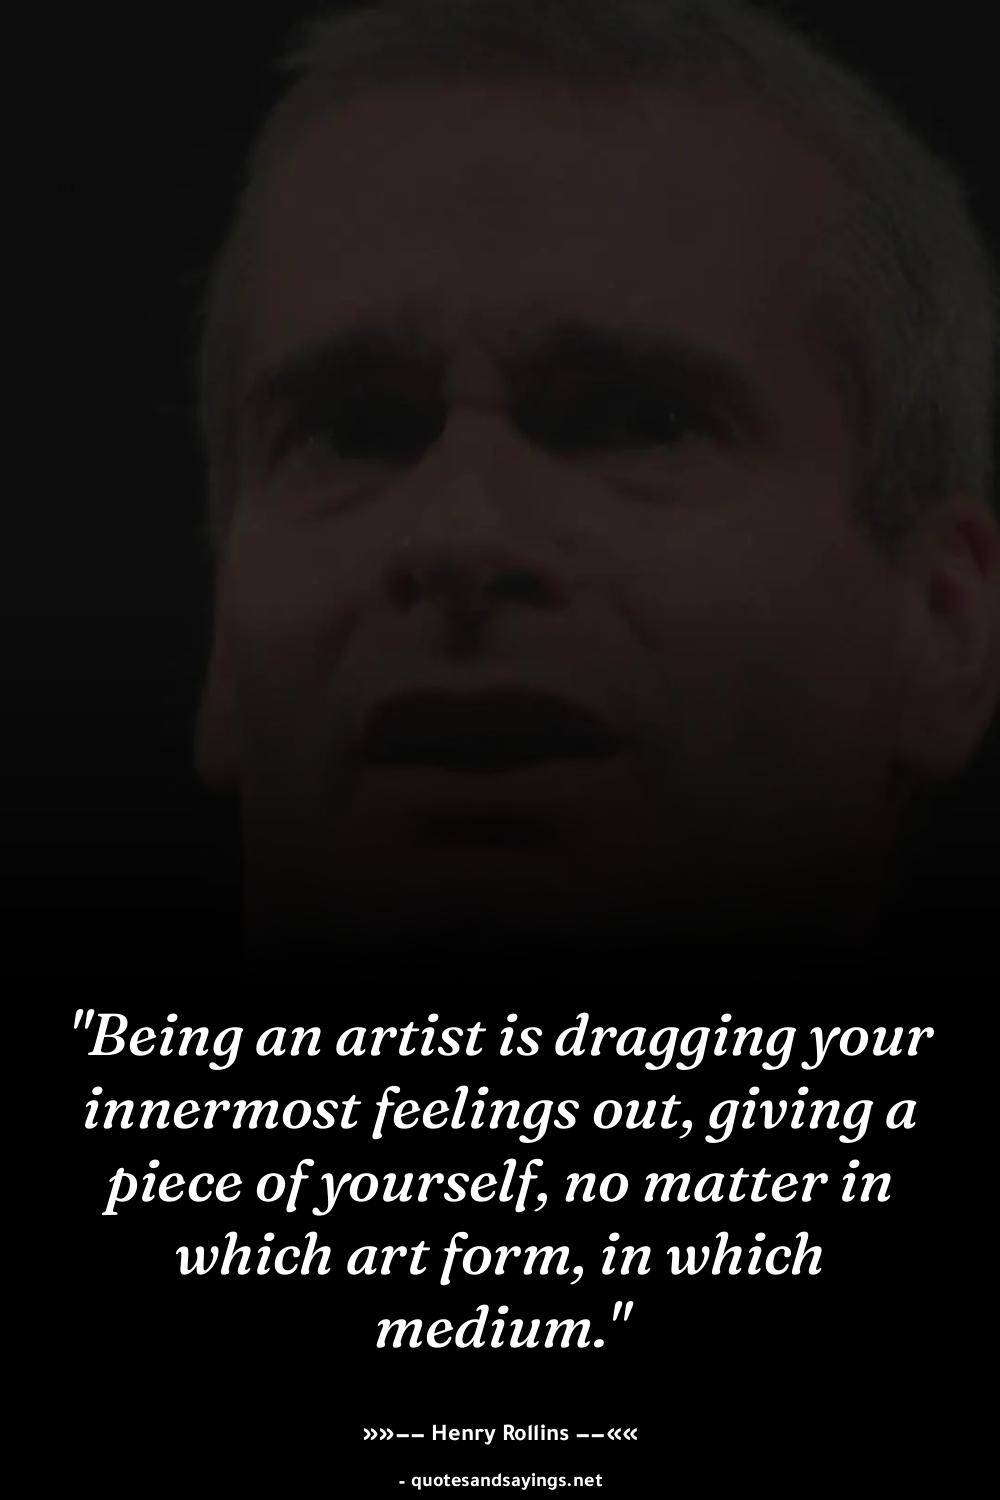 "Being an artist is dragging your
innermost feelings out, giving a
piece of yourself, no matter in
which art form, in which
medium."
»»–– Henry Rollins ––««
- quotesandsayings.net